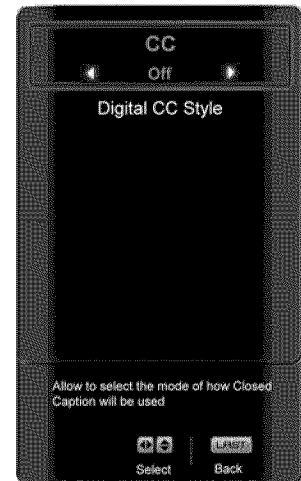 CC
Off
Digital CC Style
Allow to select the mode of how Closed
Caption will be used
LAST
Select Back